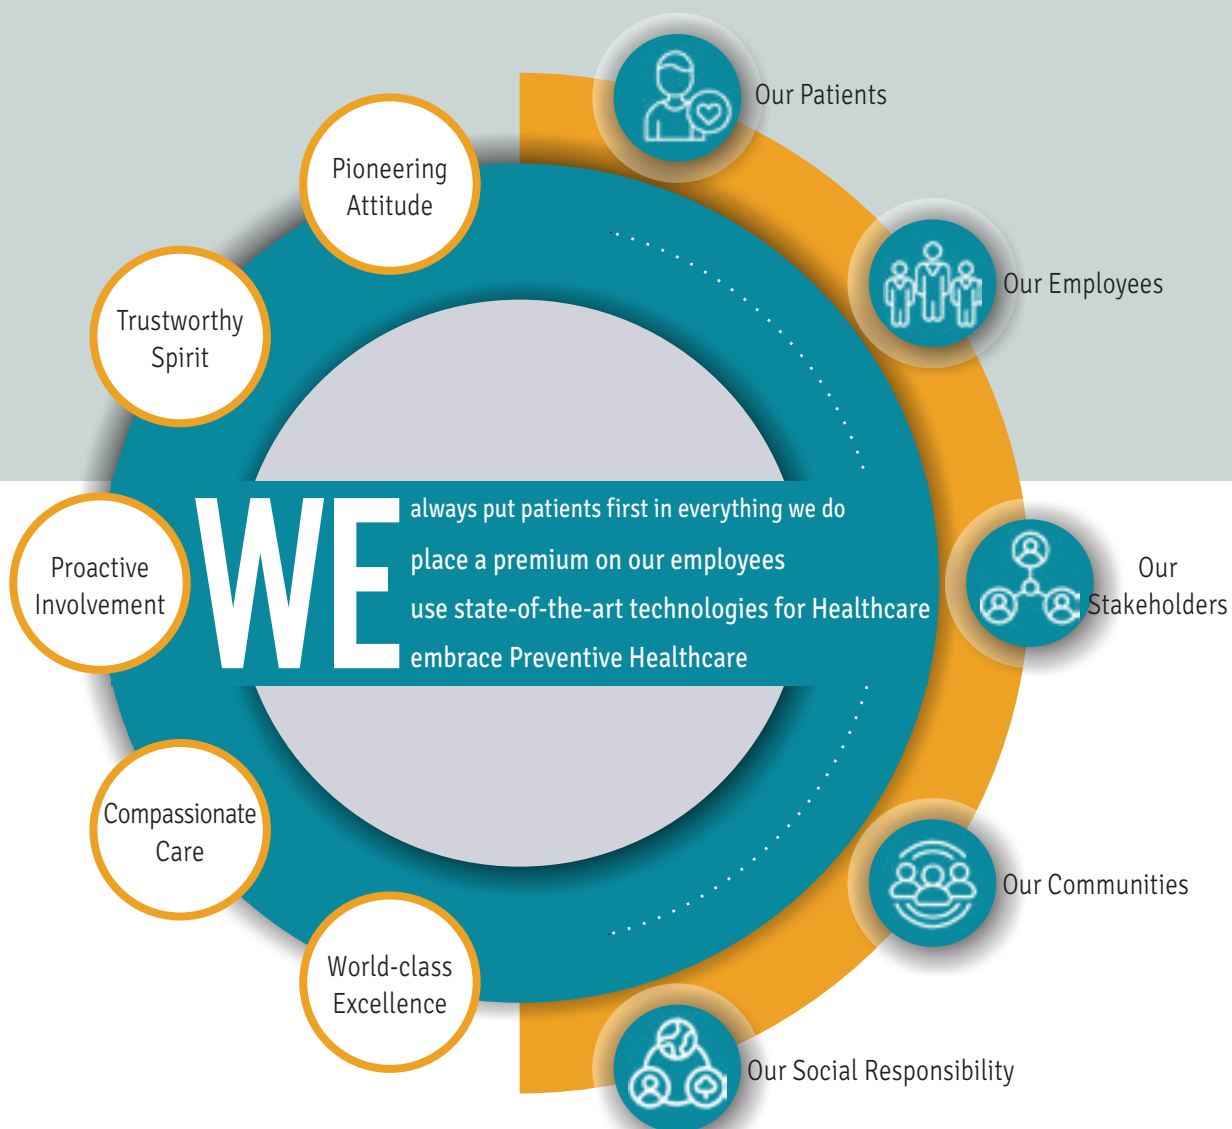 Pioneering
Attitude
Trustworthy
Spirit
Proactive
Involvement
Compassionate
Care
World-class
Excellence
WE
always put patients first in everything we do
place a premium on our employees
use state-of-the-art technologies for Healthcare
embrace Preventive Healthcare
Our Patients
Our Employees
Our
Stakeholders
Our Communities
Our Social Responsibility